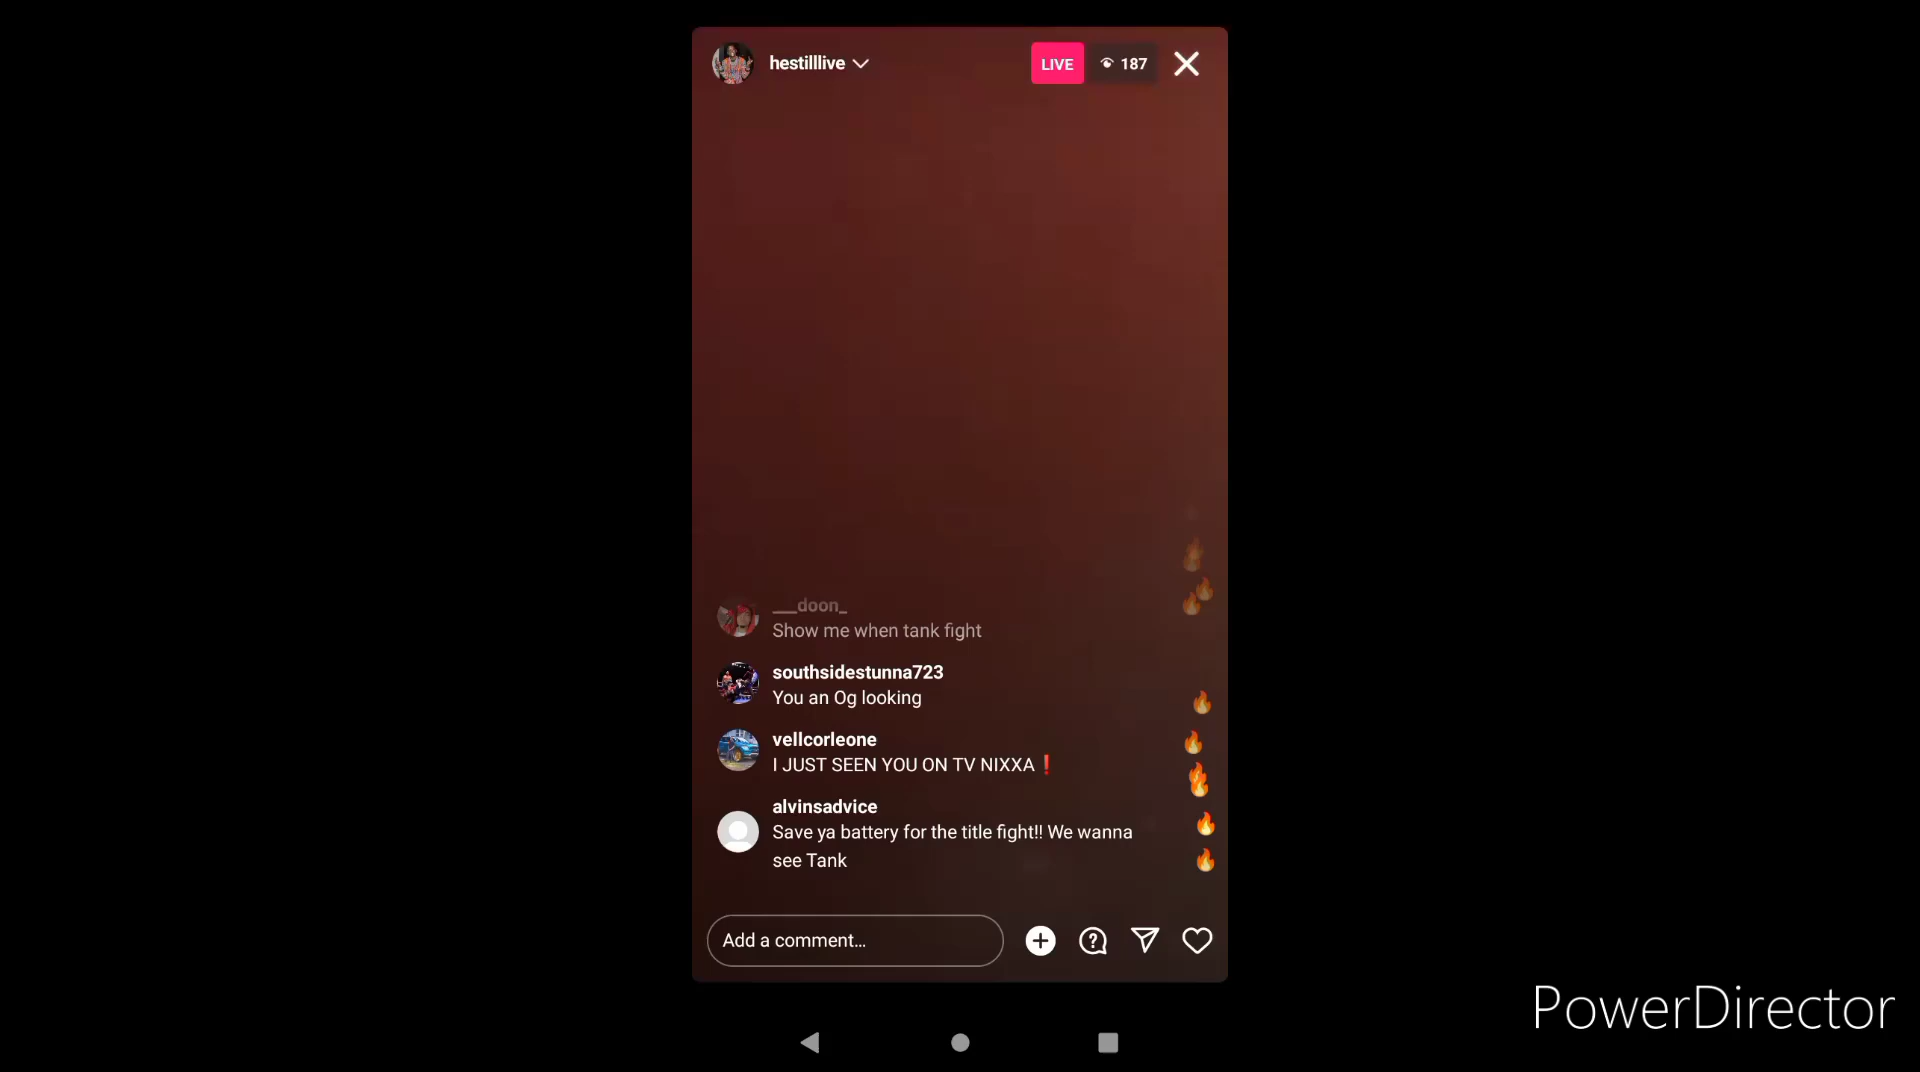 hestilllive
LIVE
187
___doon_
Show me when tank fight
southsidestunna723
You an Og looking
vellcorleone
I JUST SEEN YOU ON TV NIXXA❗
alvinsadvice
Save ya battery for the title fight!! We wanna
see Tank
Add a comment...
PowerDirector